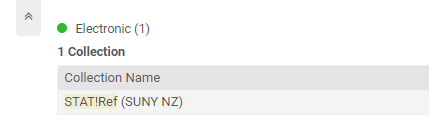 Electronic (1)
1 Collection
Collection Name
STAT!Ref (SUNY NZ)